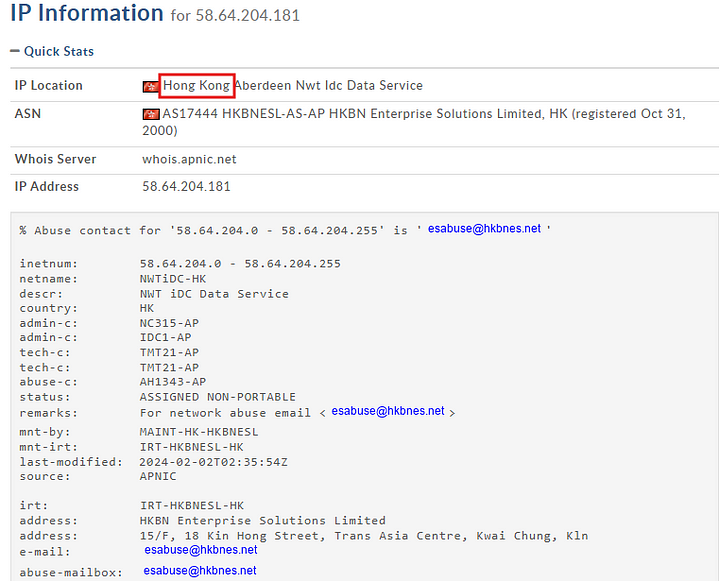 IP Information for 58.64.204.181
Quick Stats
IP Location Hong Kong Aberdeen Nwt Idc Data Service
ASN AS17444 HKBNESL-AS-AP HKBN Enterprise Solutions Limited, HK (registered Oct 31,
2000)
Whois Server whois.apnic.net
IP Address 58.64.204.181
% Abuse contact for '58.64.204.0 - 58.64.204.255' is ' esabuse@hkbnes.net '
inetnum: 58.64.204.0 - 58.64.204.255
netname: NWTiDC-HK
descr: NWT iDC Data Service
country: HK
admin-c: NC315-AP
admin-c: IDC1-AP
tech-c: TMT21-AP
tech-c: TMT21-AP
abuse-c: AH1343-AP
status: ASSIGNED NON-PORTABLE
remarks: For network abuse email < esabuse@hkbnes.net >
mnt-by: MAINT-HK-HKBNESL
mnt-irt: IRT-HKBNESL-HK
last-modified: 2024-02-02T02:35:54Z
source: APNIC
irt: IRT-HKBNESL-HK
address: HKBN Enterprise Solutions Limited
address: 15/F, 18 Kin Hong Street, Trans Asia Centre, Kwai Chung, Kln
e-mail: esabuse@hkbnes.net
abuse-mailbox: esabuse@hkbnes.net